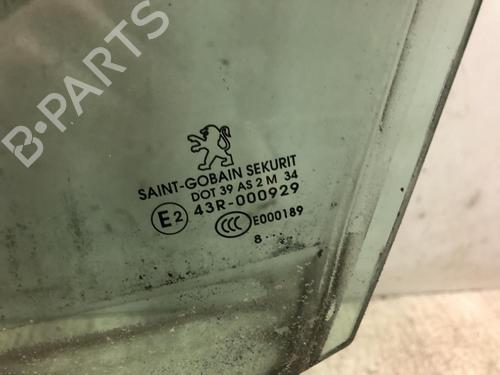 B-PARTS
SAINT-GOBAIN SEKURIT
DOT 39 AS 2 M 34
E2 43R-000929
CCC E000189
8····